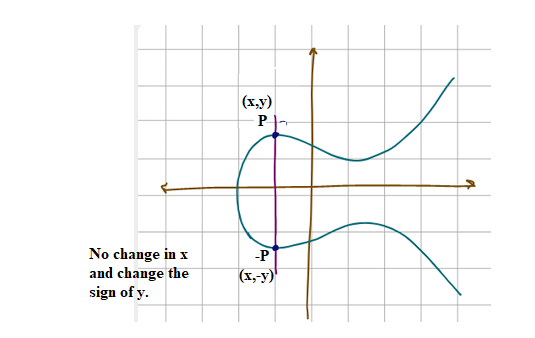 (x,y)
P
-P
(x,-y)
No change in x
and change the
sign of y.